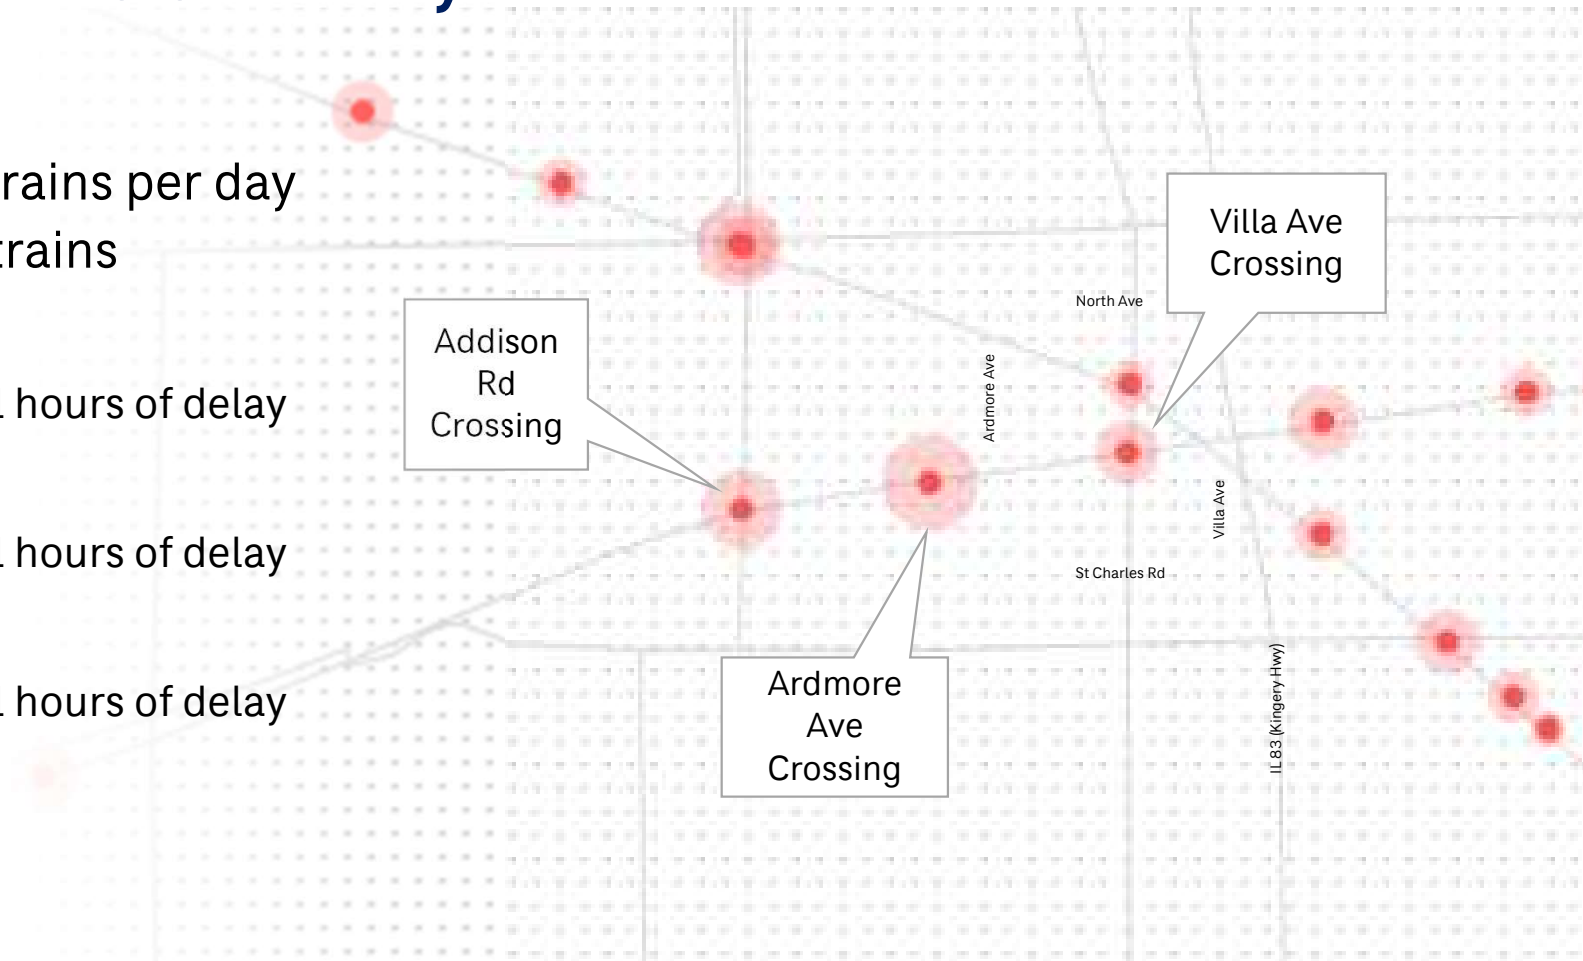 rains per day
trains
hours of delay
hours of delay
hours of delay
Addison
Rd
Crossing
Villa Ave
Crossing
North Ave
Ardmore Ave
Villa Ave
St Charles Rd
Ardmore
Ave
Crossing
IL 83 (Kingery Hwy)